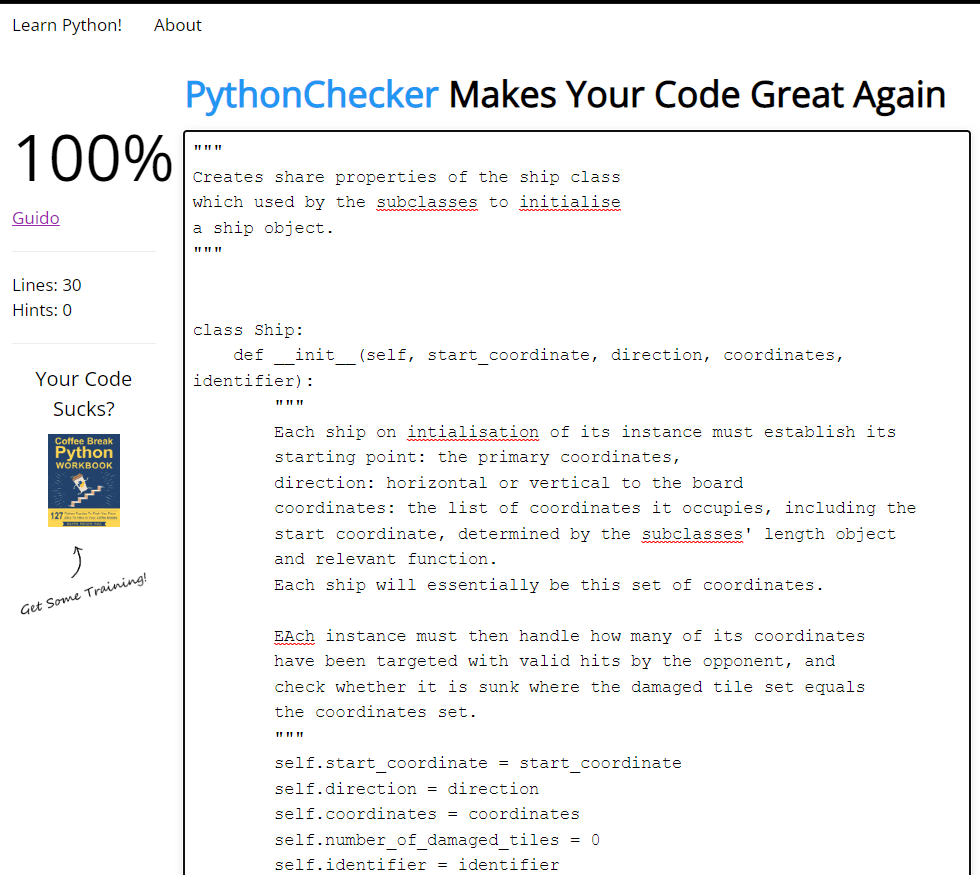 Learn Python! About
PythonChecker Makes Your Code Great Again
100%
Guido
Lines: 30
Hints: 0
Your Code
Sucks?
Coffee Break
Python
WORKBOOK
127
Get Some Training!
"""
Creates share properties of the ship class
which used by the subclasses to initialise
a ship object.
"""
class Ship:
    def __init__(self, start_coordinate, direction, coordinates,
identifier):
        """
        Each ship on intialisation of its instance must establish its
        starting point: the primary coordinates,
        direction: horizontal or vertical to the board
        coordinates: the list of coordinates it occupies, including the
        start coordinate, determined by the subclasses' length object
        and relevant function.
        Each ship will essentially be this set of coordinates.
        EAch instance must then handle how many of its coordinates
        have been targeted with valid hits by the opponent, and
        check whether it is sunk where the damaged tile set equals
        the coordinates set.
        """
        self.start_coordinate = start_coordinate
        self.direction = direction
        self.coordinates = coordinates
        self.number_of_damaged_tiles = 0
        self.identifier = identifier